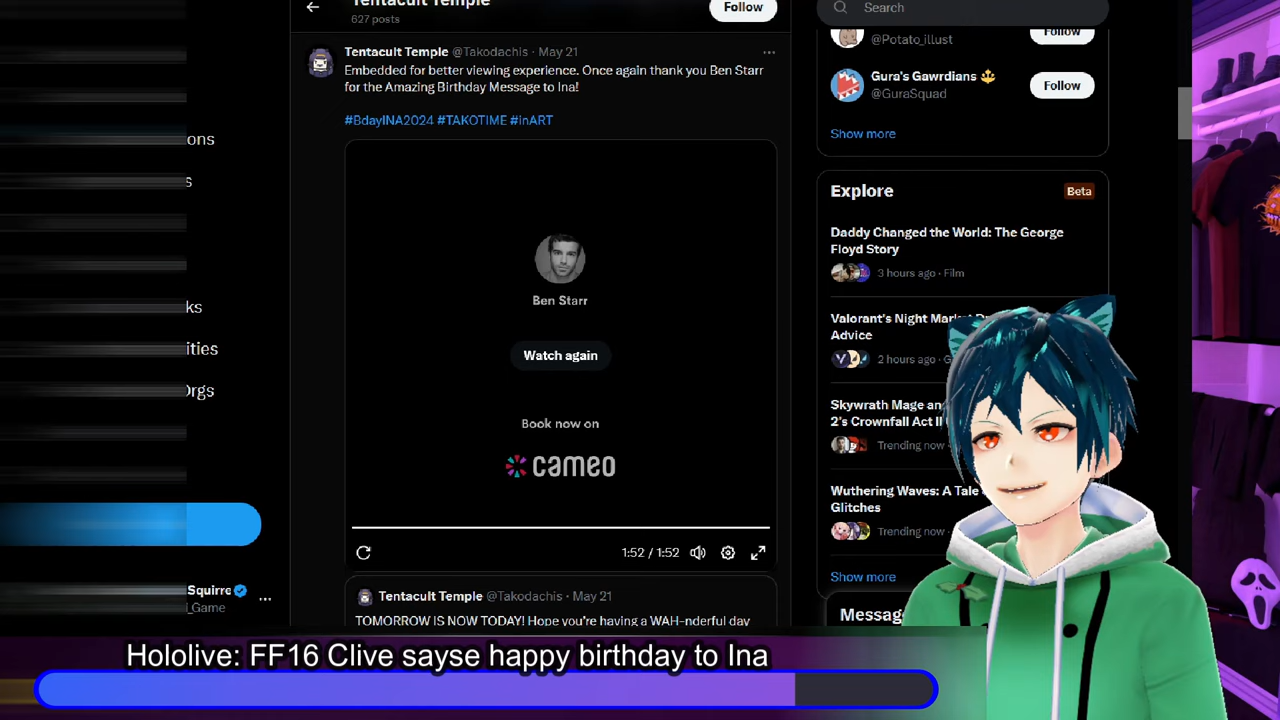 Tentacult Temple
627 posts
Follow
Tentacult Temple @Takodachis · May 21
Embedded for better viewing experience. Once again thank you Ben Starr
for the Amazing Birthday Message to Ina!
#BdayINA2024 #TAKOTIME #inART
Ben Starr
Watch again
Book now on
cameo
1:52 / 1:52
Tentacult Temple @Takodachis · May 21
TOMORROW IS NOW TODAY! Hope you're having a WAH-nderful day
ons
s
ks
ities
Orgs
Squirre
_Game
Search
@Potato_illust
Follow
Gura's Gawrdians
@GuraSquad
Follow
Show more
Explore
Beta
Daddy Changed the World: The George
Floyd Story
3 hours ago · Film
Valorant's Night Market
Advice
2 hours ago · G
Skywrath Mage an
2's Crownfall Act II
Trending now
Wuthering Waves: A Tale
Glitches
Trending now
Show more
Messag
Hololive: FF16 Clive sayse happy birthday to Ina